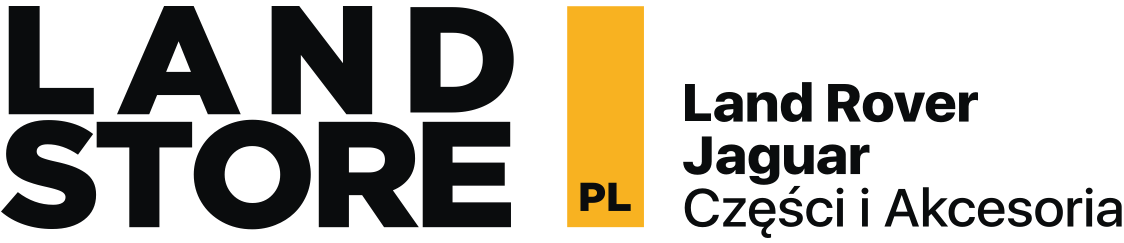 LAND
STORE
PL
Land Rover
Jaguar
Części i Akcesoria